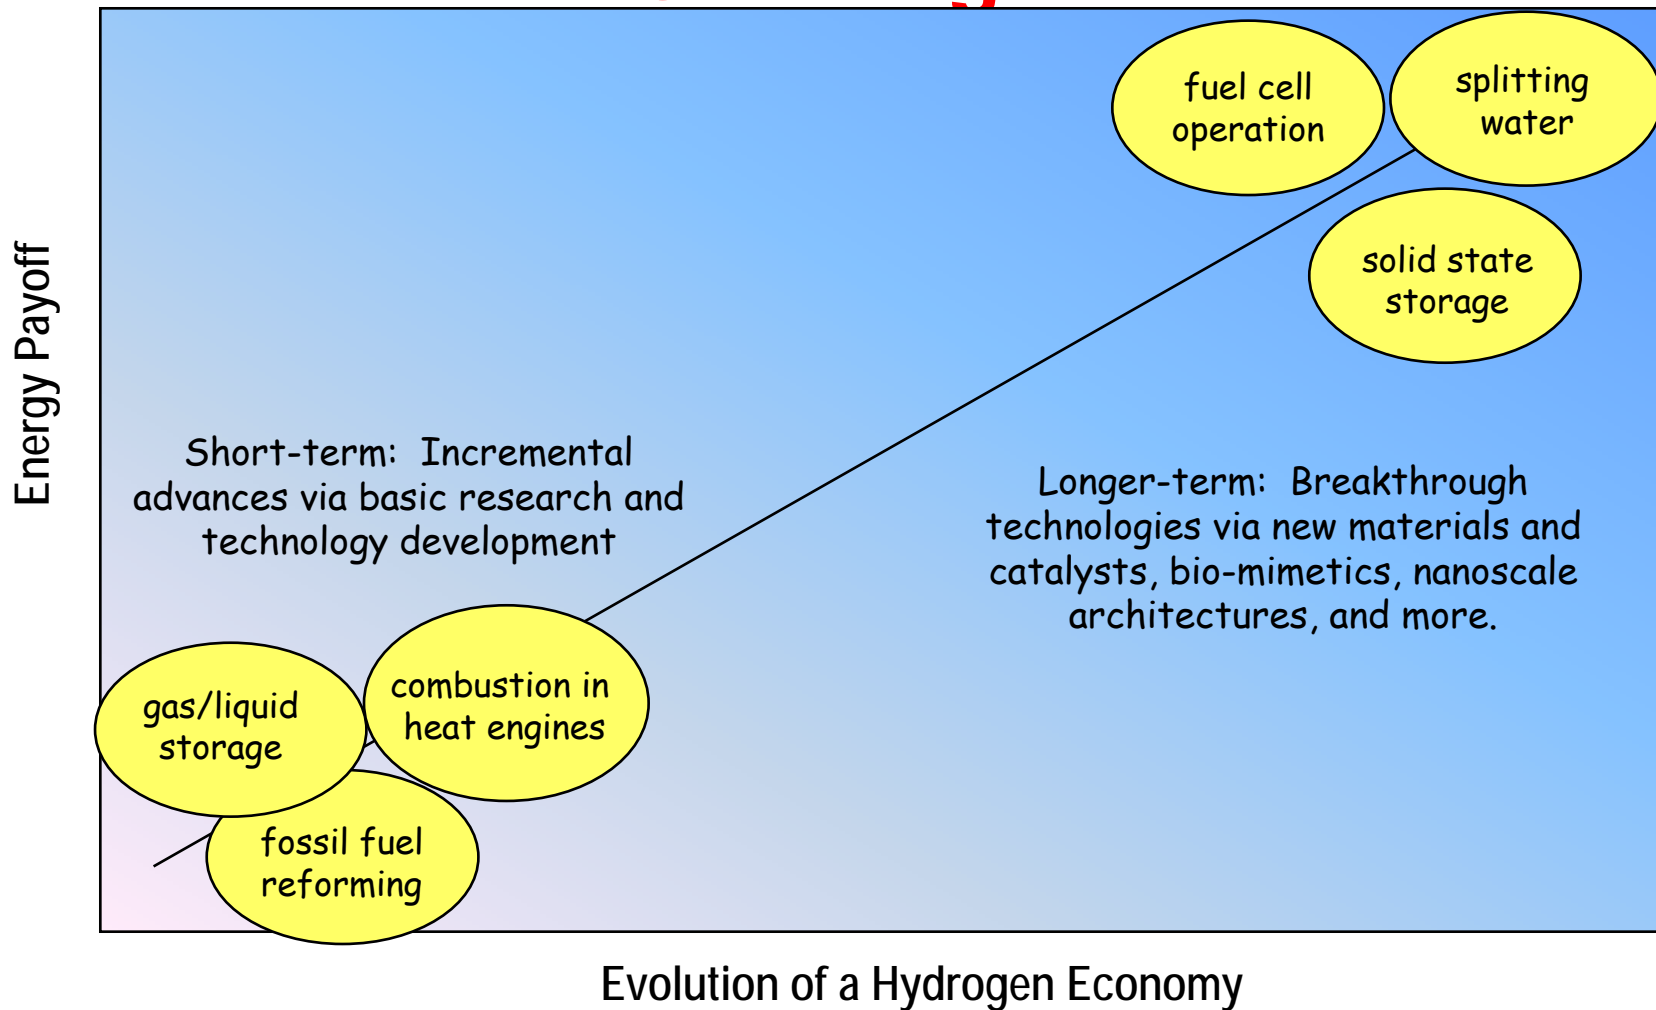 fuel cell
operation
splitting
water
solid state
storage
Energy Payoff
Short-term:  Incremental
advances via basic research and
technology development
Longer-term:  Breakthrough
technologies via new materials and
catalysts, bio-mimetics, nanoscale
architectures, and more.
gas/liquid
storage
combustion in
heat engines
fossil fuel
reforming
Evolution of a Hydrogen Economy